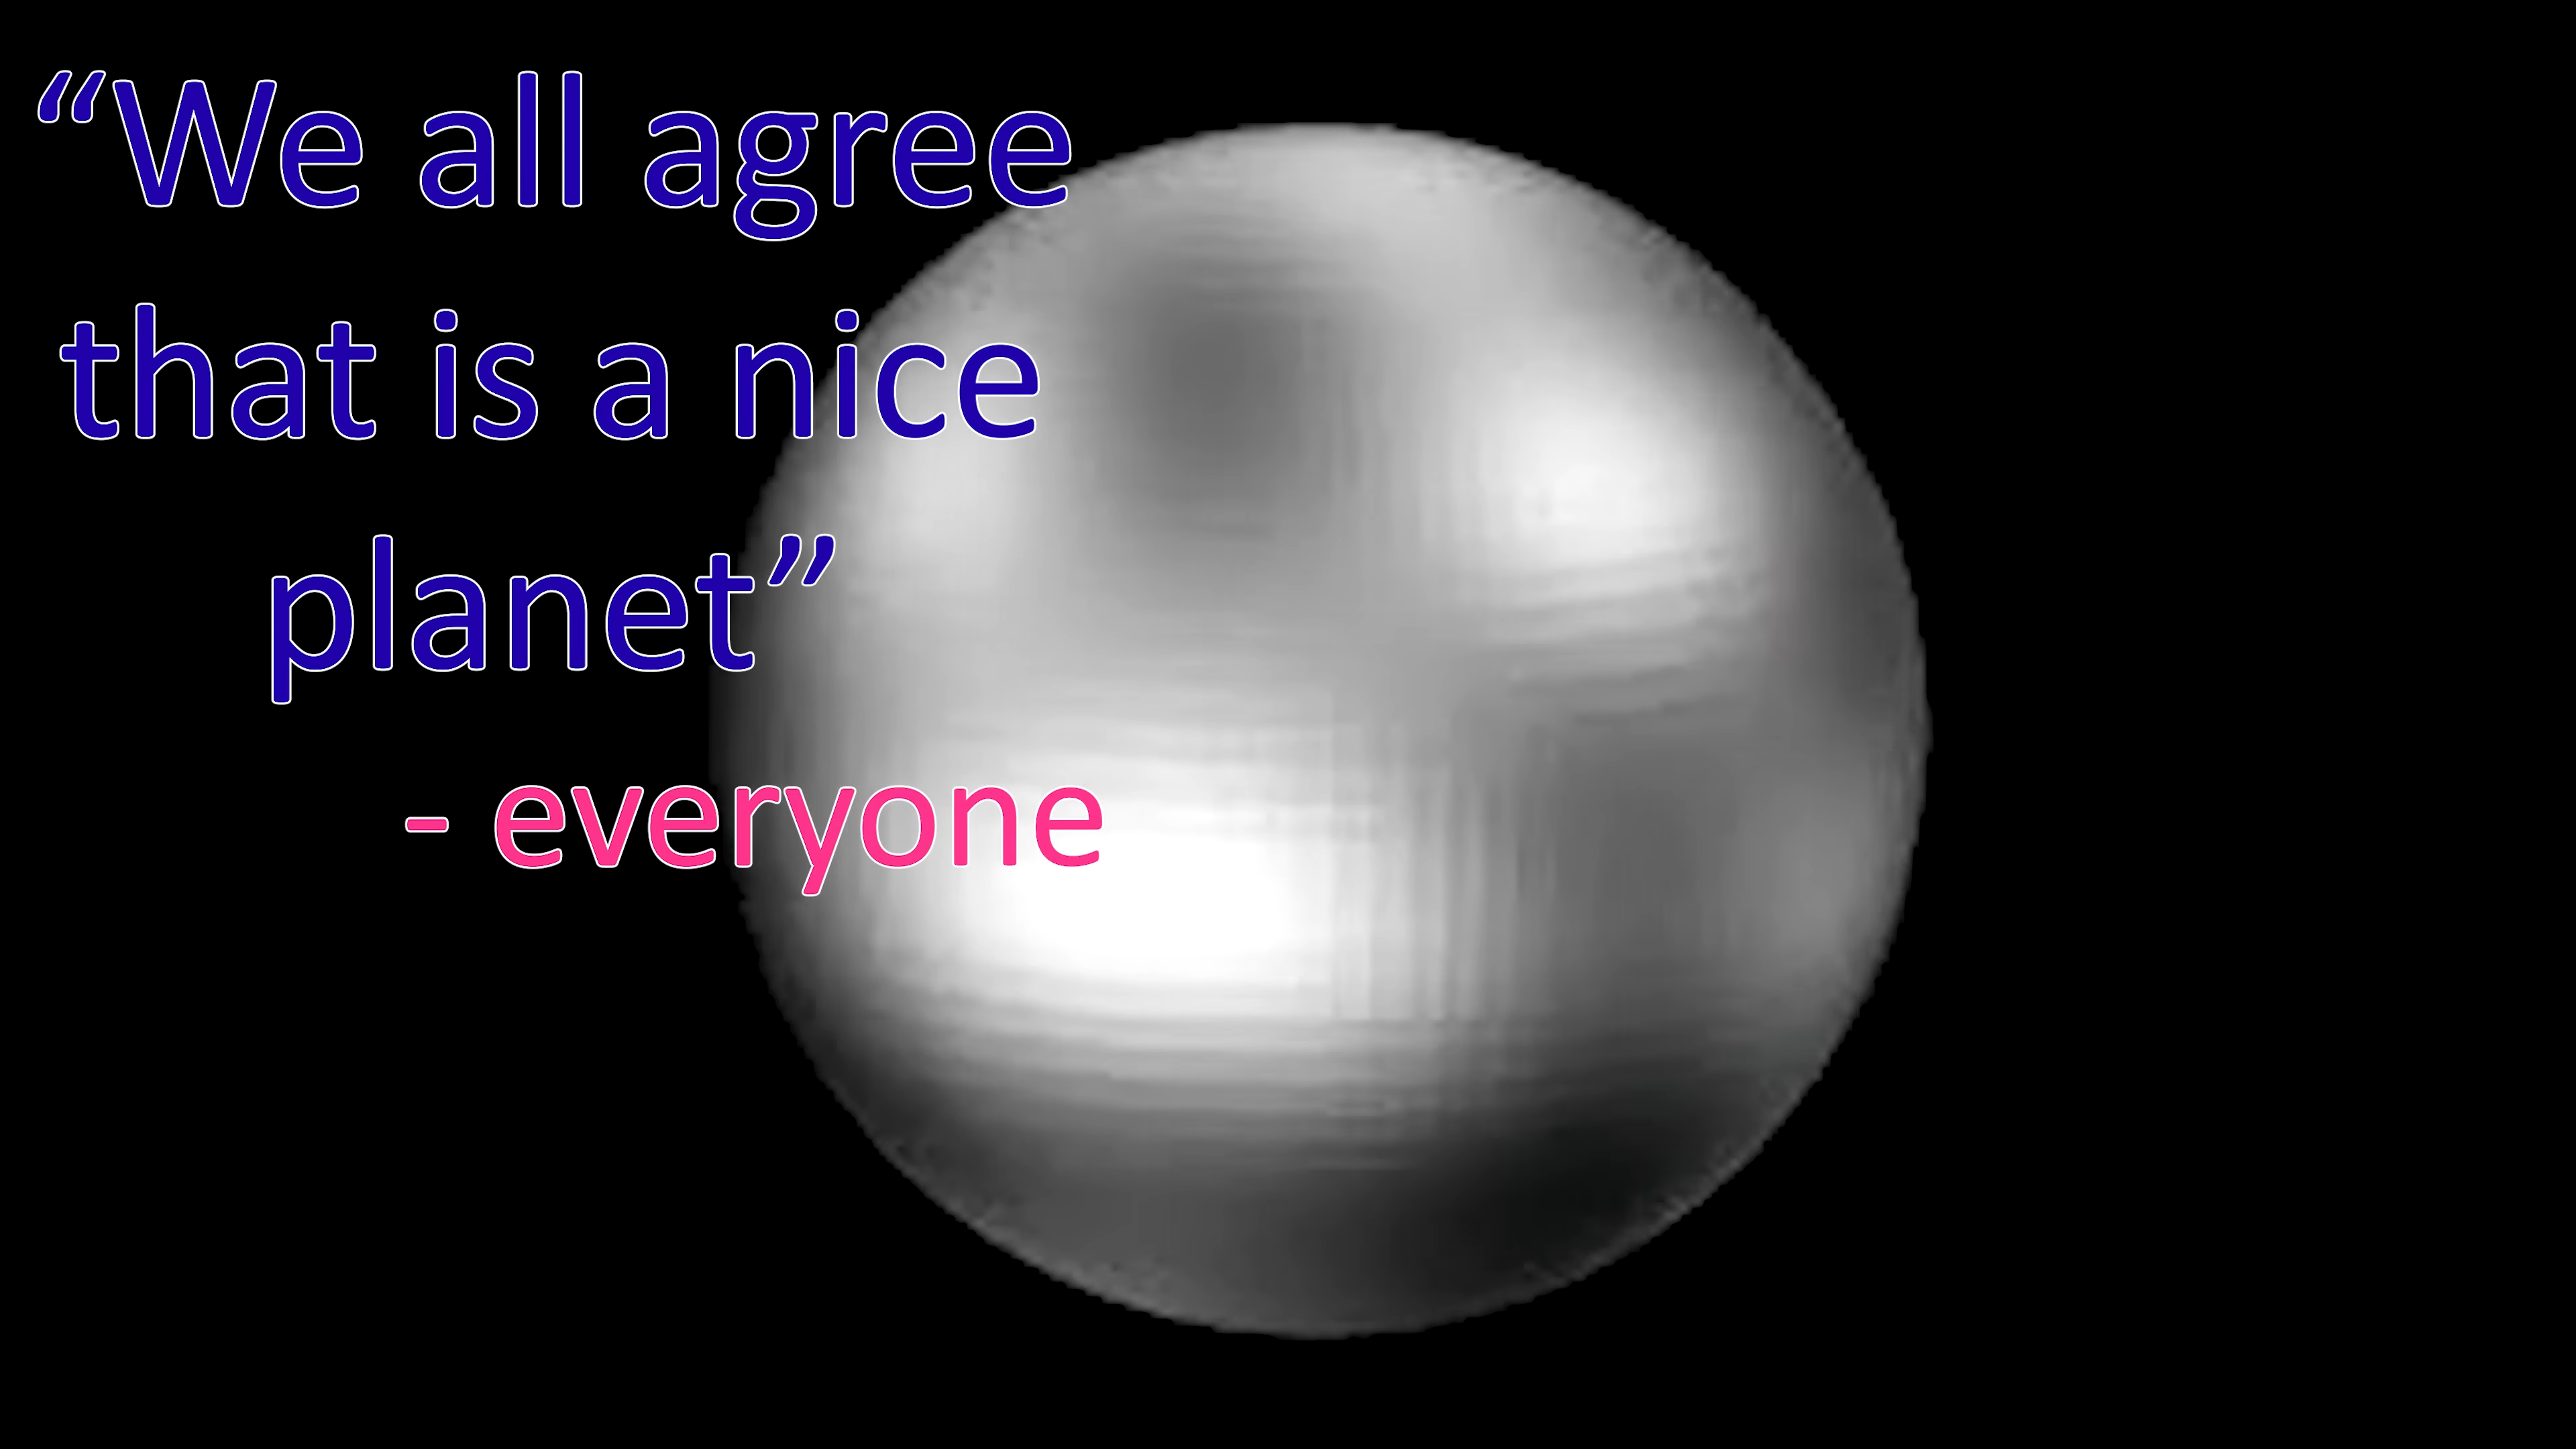 “We all agree
that is a nice
planet”
- everyone